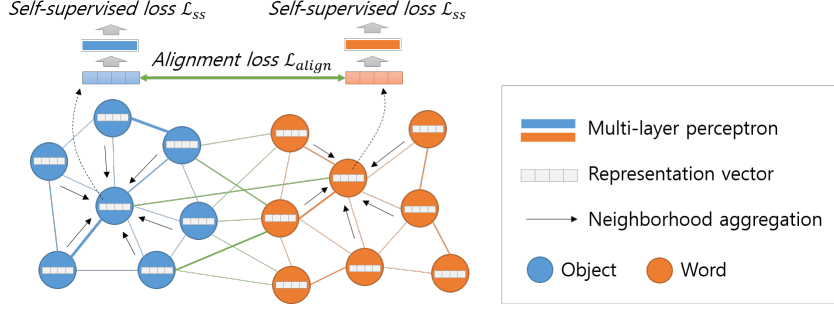 Self-supervised loss ℒss
Self-supervised loss ℒss
Alignment loss ℒalign
Multi-layer perceptron
Representation vector
Neighborhood aggregation
Object
Word